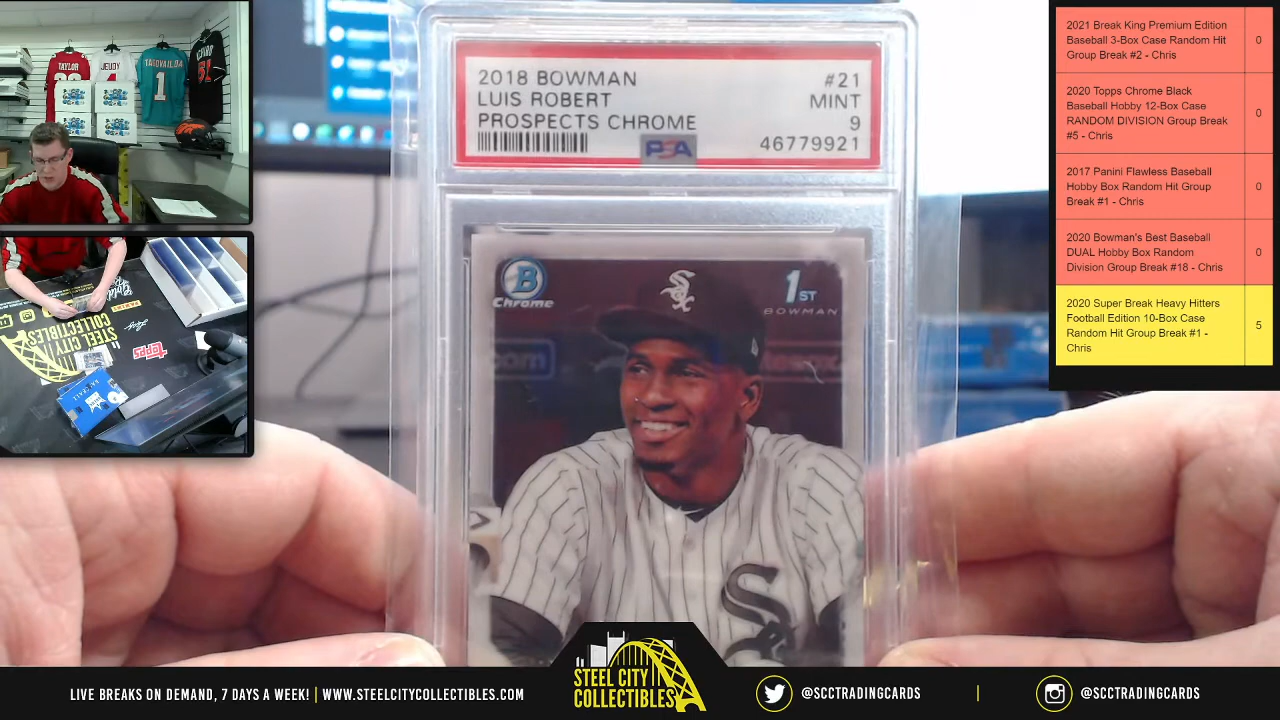 TAYLOR
JEUDY
4
TAGOVAILOA
1
51
2018 BOWMAN #21
LUIS ROBERT MINT
PROSPECTS CHROME 9
PSA 46779921
B
Chrome
1ST
BOWMAN
.com
Sox
STEEL CITY
COLLECTIBLES
Topps
2021 Break King Premium Edition
Baseball 3-Box Case Random Hit
Group Break #2 - Chris
0
2020 Topps Chrome Black
Baseball Hobby 12-Box Case
RANDOM DIVISION Group Break
#5 - Chris
0
2017 Panini Flawless Baseball
Hobby Box Random Hit Group
Break #1 - Chris
0
2020 Bowman's Best Baseball
DUAL Hobby Box Random
Division Group Break #18 - Chris
0
2020 Super Break Heavy Hitters
Football Edition 10-Box Case
Random Hit Group Break #1 -
Chris
5
LIVE BREAKS ON DEMAND, 7 DAYS A WEEK! | WWW.STEELCITYCOLLECTIBLES.COM
STEEL CITY
COLLECTIBLES
@SCCTRADINGCARDS | @SCCTRADINGCARDS